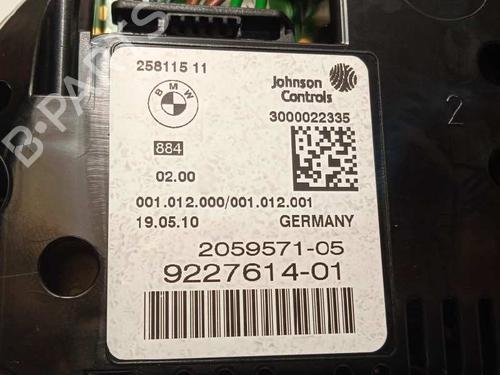 258115 11
BMW
Johnson
Controls
884
3000022335
02.00
001.012.000/001.012.001
19.05.10
GERMANY
2059571-05
9227614-01
2
B-PARTS